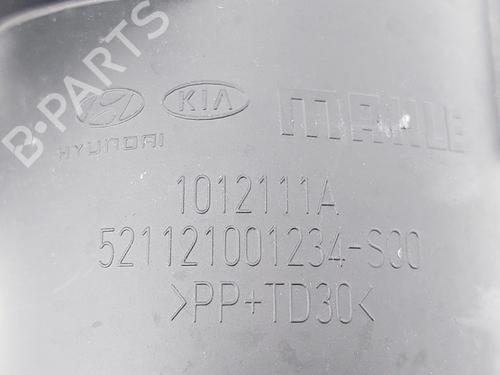 B-PARTS
HYUNDAI KIA MAHLE
1012111A
521121001234-S00
>PP+TD30<